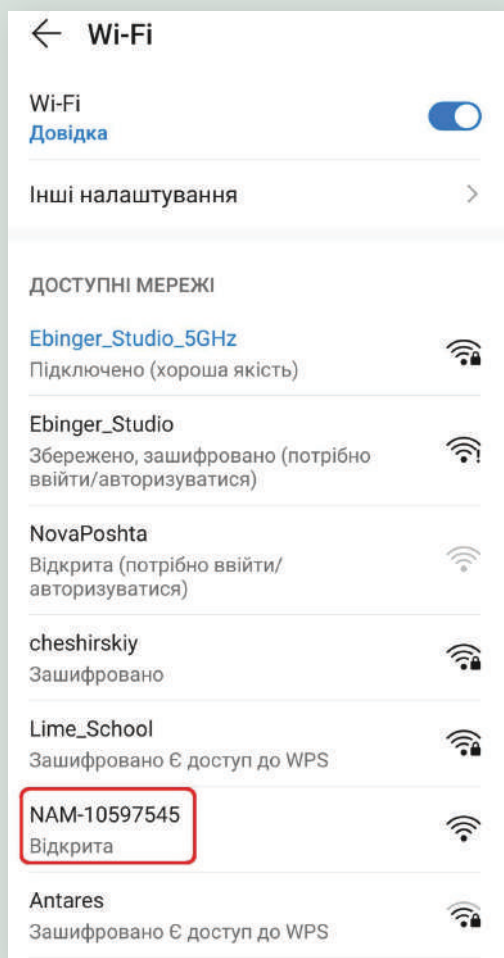 Wi-Fi
Wi-Fi
Довідка
Інші налаштування
ДОСТУПНІ МЕРЕЖІ
Ebinger_Studio_5GHz
Підключено (хороша якість)
Ebinger_Studio
Збережено, зашифровано (потрібно
ввійти/авторизуватися)
NovaPoshta
Відкрита (потрібно ввійти/
авторизуватися)
cheshirskiy
Зашифровано
Lime_School
Зашифровано Є доступ до WPS
NAM-10597545
Відкрита
Antares
Зашифровано Є доступ до WPS